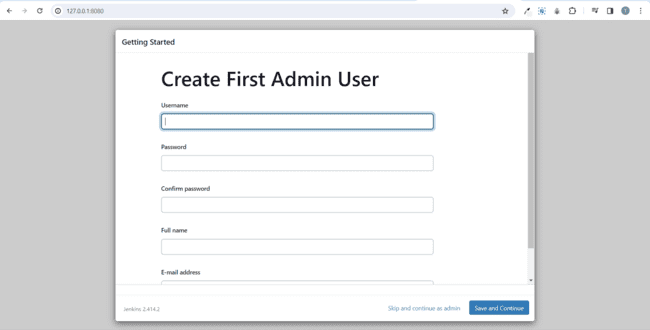 127.0.0.1:8080
Getting Started
Create First Admin User
Username
Password
Confirm password
Full name
E-mail address
Jenkins 2.414.2
Skip and continue as admin
Save and Continue